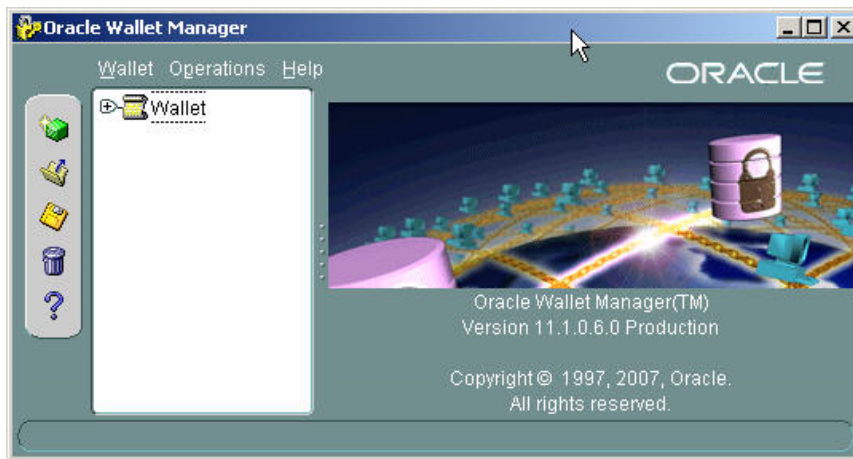 Oracle Wallet Manager
Wallet Operations Help
ORACLE
Wallet
Oracle Wallet Manager(TM)
Version 11.1.0.6.0 Production
Copyright © 1997, 2007, Oracle.
All rights reserved.